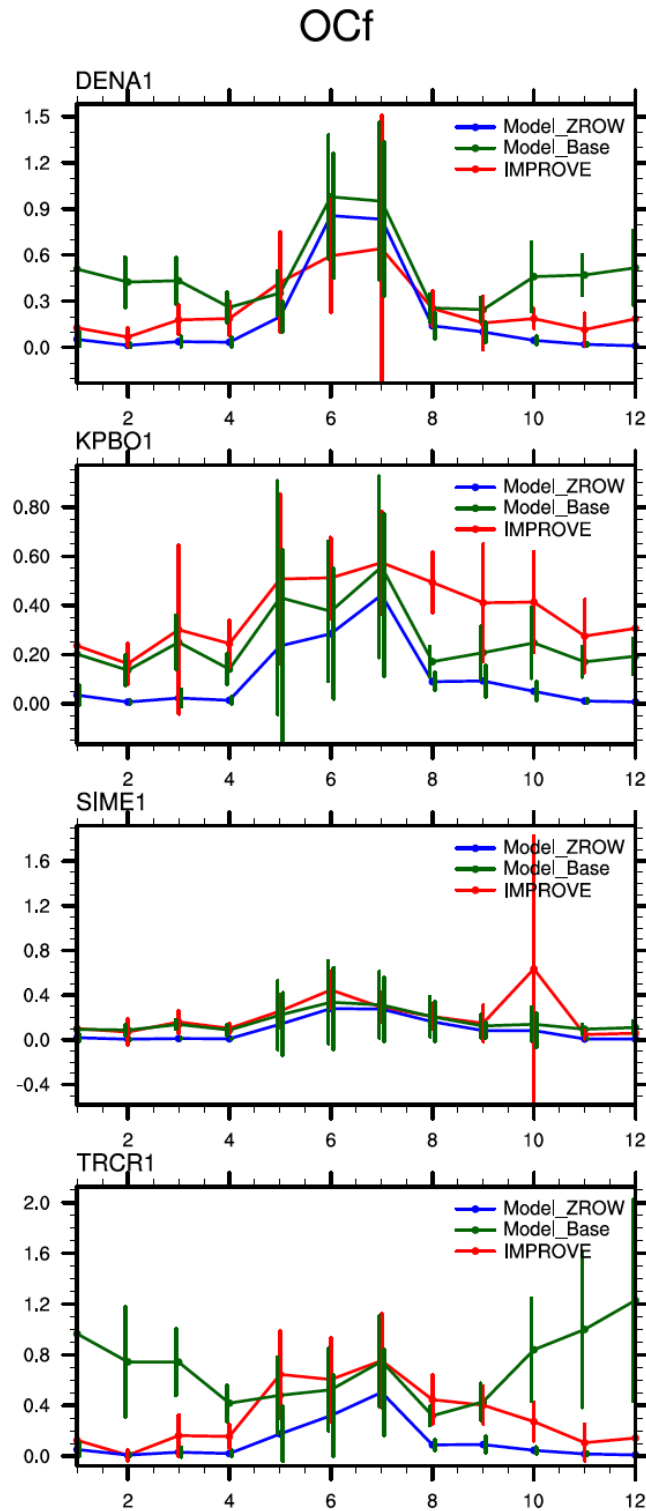 OCf
DENA1
1.5
1.2
0.9
0.6
0.3
0.0
Model_ZROW
Model_Base
IMPROVE
2 4 6 8 10 12
KPBO1
0.80
0.60
0.40
0.20
0.00
Model_ZROW
Model_Base
IMPROVE
2 4 6 8 10 12
SIME1
1.6
1.2
0.8
0.4
0.0
-0.4
Model_ZROW
Model_Base
IMPROVE
2 4 6 8 10 12
TRCR1
2.0
1.6
1.2
0.8
0.4
0.0
Model_ZROW
Model_Base
IMPROVE
2 4 6 8 10 12